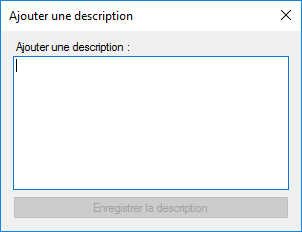 Ajouter une description
Ajouter une description :
Enregistrer la description